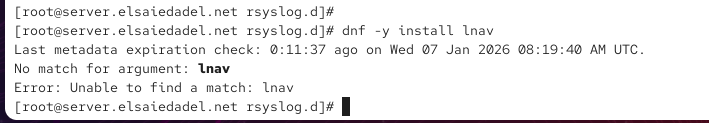 [root@server.elsaiedadel.net rsyslog.d]#
[root@server.elsaiedadel.net rsyslog.d]# dnf -y install lnav
Last metadata expiration check: 0:11:37 ago on Wed 07 Jan 2026 08:19:40 AM UTC.
No match for argument: lnav
Error: Unable to find a match: lnav
[root@server.elsaiedadel.net rsyslog.d]#